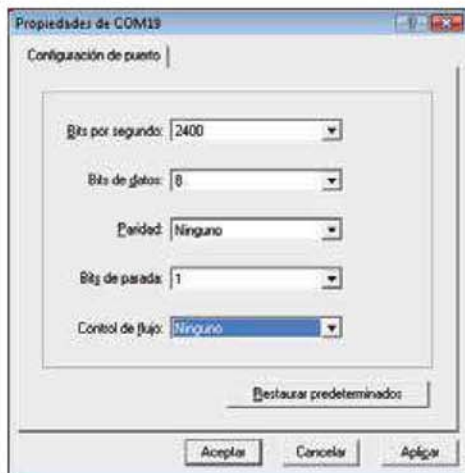 Propiedades de COM19
Configuración de puerto
Bits por segundo: 2400
Bits de datos: 8
Paridad: Ninguno
Bits de parada: 1
Control de flujo: Ninguno
Restaurar predeterminados
Aceptar Cancelar Aplicar